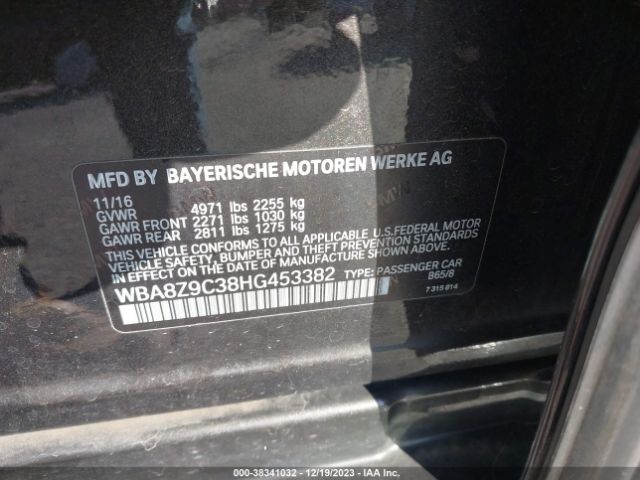 MFD BY BAYERISCHE MOTOREN WERKE AG
11/16
GVWR 4971 lbs 2255 kg
GAWR FRONT 2271 lbs 1030 kg
GAWR REAR 2811 lbs 1275 kg
THIS VEHICLE CONFORMS TO ALL APPLICABLE U.S.FEDERAL MOTOR
VEHICLE SAFETY, BUMPER AND THEFT PREVENTION STANDARDS
IN EFFECT ON THE DATE OF MANUFACTURE SHOWN ABOVE.
WBA8Z9C38HG453382 TYPE: PASSENGER CAR
B65/8
7 315 814
000-38341032 - 12/19/2023 - IAA Inc.